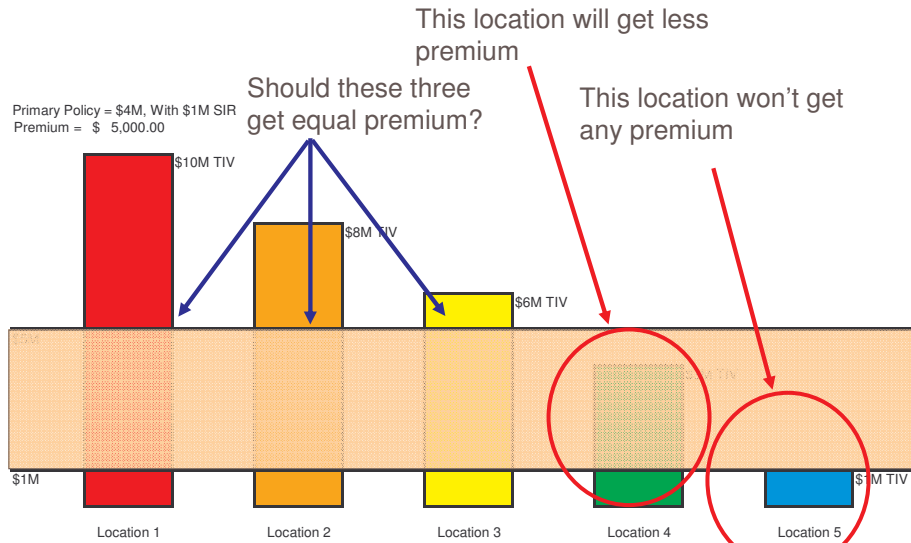 This location will get less
premium
Should these three
get equal premium?
This location won't get
any premium
Primary Policy = $4M, With $1M SIR
Premium = $ 5,000.00
$10M TIV
$8M TIV
$6M TIV
$5M
TIV
$1M
$1M TIV
Location 1
Location 2
Location 3
Location 4
Location 5